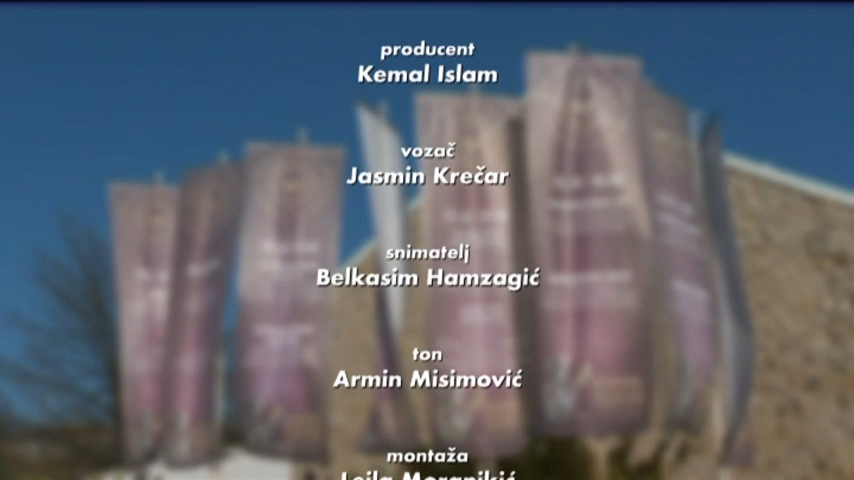 producent
Kemal Islam
vozač
Jasmin Krečar
snimatelj
Belkasim Hamzagić
ton
Armin Misimović
montaža